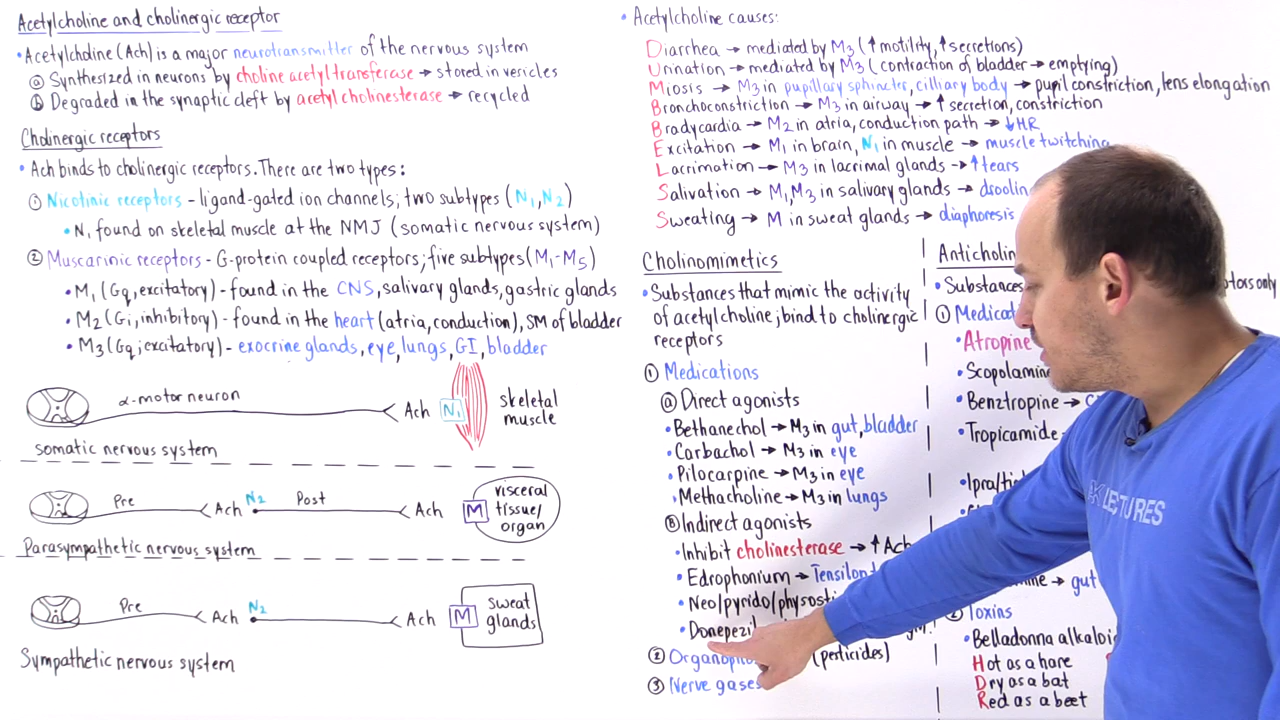 Acetylcholine and cholinergic receptor
• Acetylcholine (Ach) is a major neurotransmitter of the nervous system
ⓐ Synthesized in neurons by choline acetyltransferase → stored in vericles
ⓑ Degraded in the synaptic cleft by acetyl cholinesterase → recycled
Cholinergic receptors
• Ach binds to cholinergic receptors. There are two types:
① Nicotinic receptors - ligand-gated ion channels; two subtypes (N1, N2)
• N1 found on skeletal muscle at the NMJ (somatic nervous system)
② Muscarinic receptors - G-protein coupled receptors; five subtypes (M1-M5)
• M1 (Gq, excitatory) - found in the CNS, salivary glands, gastric glands
• M2 (Gi, inhibitory) - found in the heart (atria, conduction), SM of bladder
• M3 (Gq; excitatory) - exocrine glands, eye, lungs, GI, bladder
α-motor neuron
Ach
N1
skeletal
muscle
somatic nervous system
Pre
Ach
N2
Post
Ach
M
visceral
tissue/
organ
Parasympathetic nervous system
Pre
Ach
N2
Ach
M
sweat
glands
Sympathetic nervous system
• Acetylcholine causes:
Diarrhea → mediated by M3 (↑ motility, ↑ secretions)
Urination → mediated by M3 (contraction of bladder → emptying)
Miosis → M3 in pupillary sphincter, cilliary body → pupil constriction, lens elongation
Bronchoconstriction → M3 in airway → ↑ secretion, constriction
Bradycardia → M2 in atria, conduction path → ↓HR
Excitation → M1 in brain, N1 in muscle → muscle twitching
Lacrimation → M3 in lacrimal glands → ↑ tears
Salivation → M1, M3 in salivary glands →
Sweating → M in sweat glands → diaphoresis
Cholinomimetics
• Substances that mimic the activity
of acetylcholine; bind to cholinergic
receptors
① Medications
ⓐ Direct agonists
• Bethanechol → M3 in gut, bladder
• Carbachol → M3 in eye
• Pilocarpine → M3 in eye
• Methacholine → M3 in lungs
ⓑ Indirect agonists
• Inhibit cholinesterase → ↑ Ach
• Edrophonium →
• Neo/pyrido/
• Donepezil
② (pesticides)
③ Nerve gases
• Substances only
①
• Atropine
• Scopolamine
• Benztropine →
• Tropicamide
→ gut
② Toxins
• Belladonna
Hot as a hare
Dry as a bat
Red as a beet
LECTURES